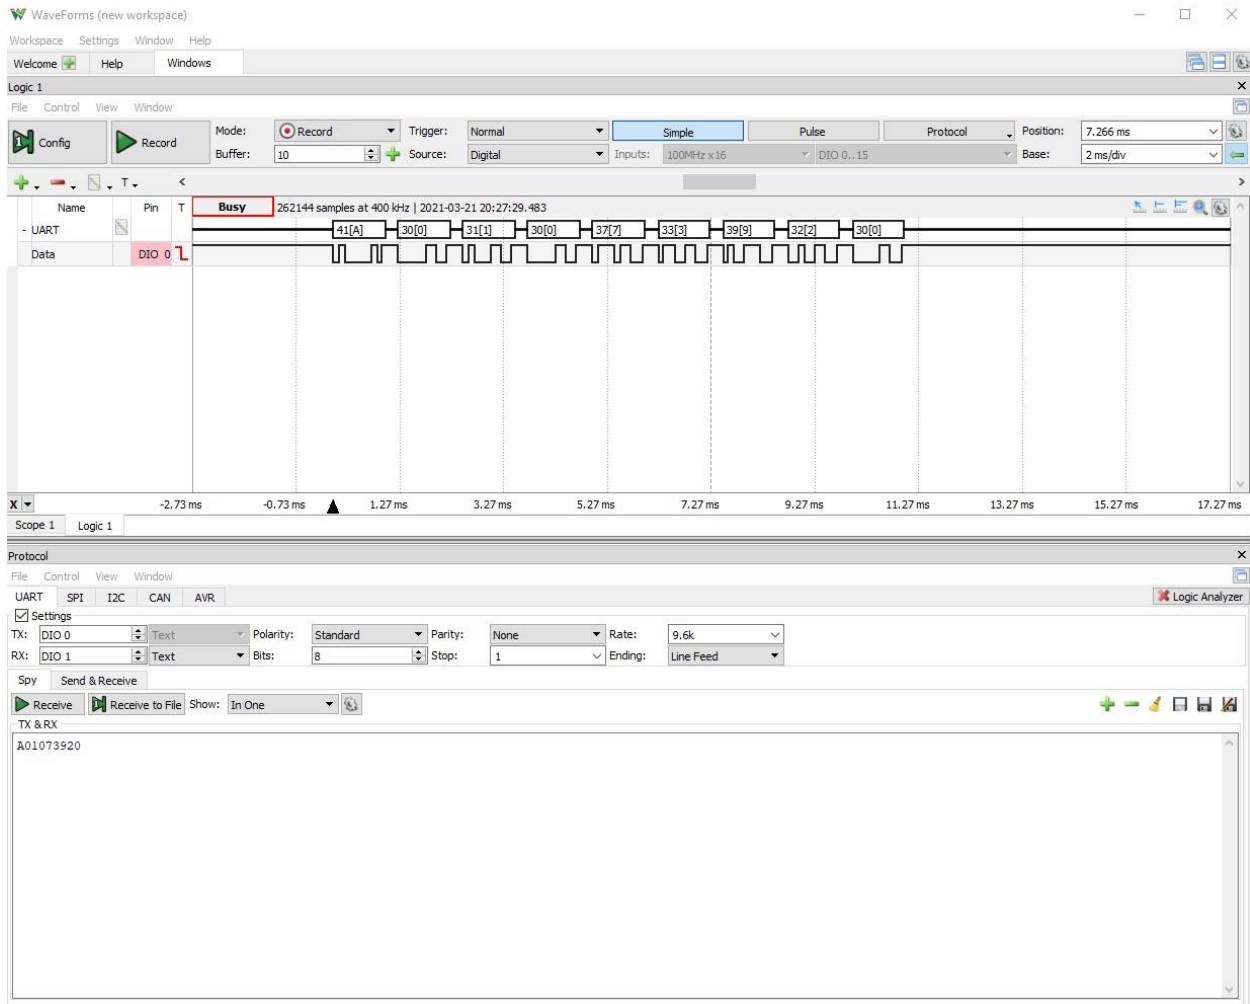 WaveForms (new workspace)
Workspace Settings Window Help
Welcome Help Windows
Logic 1
File Control View Window
Config Record Mode: Record Trigger: Normal Simple Pulse Protocol Position: 7.266 ms
Buffer: 10 Source: Digital Inputs: 100MHz x16 DIO 0..15 Base: 2 ms/div
T
Name Pin T Busy 262144 samples at 400 kHz | 2021-03-21 20:27:29.483
- UART 41[A] 30[0] 31[1] 30[0] 37[7] 33[3] 39[9] 32[2] 30[0]
Data DIO 0
X -2.73 ms -0.73 ms 1.27 ms 3.27 ms 5.27 ms 7.27 ms 9.27 ms 11.27 ms 13.27 ms 15.27 ms 17.27 ms
Scope 1 Logic 1
Protocol
File Control View Window
UART SPI I2C CAN AVR Logic Analyzer
Settings
TX: DIO 0 Text Polarity: Standard Parity: None Rate: 9.6k
RX: DIO 1 Text Bits: 8 Stop: 1 Ending: Line Feed
Spy Send & Receive
Receive Receive to File Show: In One
TX & RX
A01073920